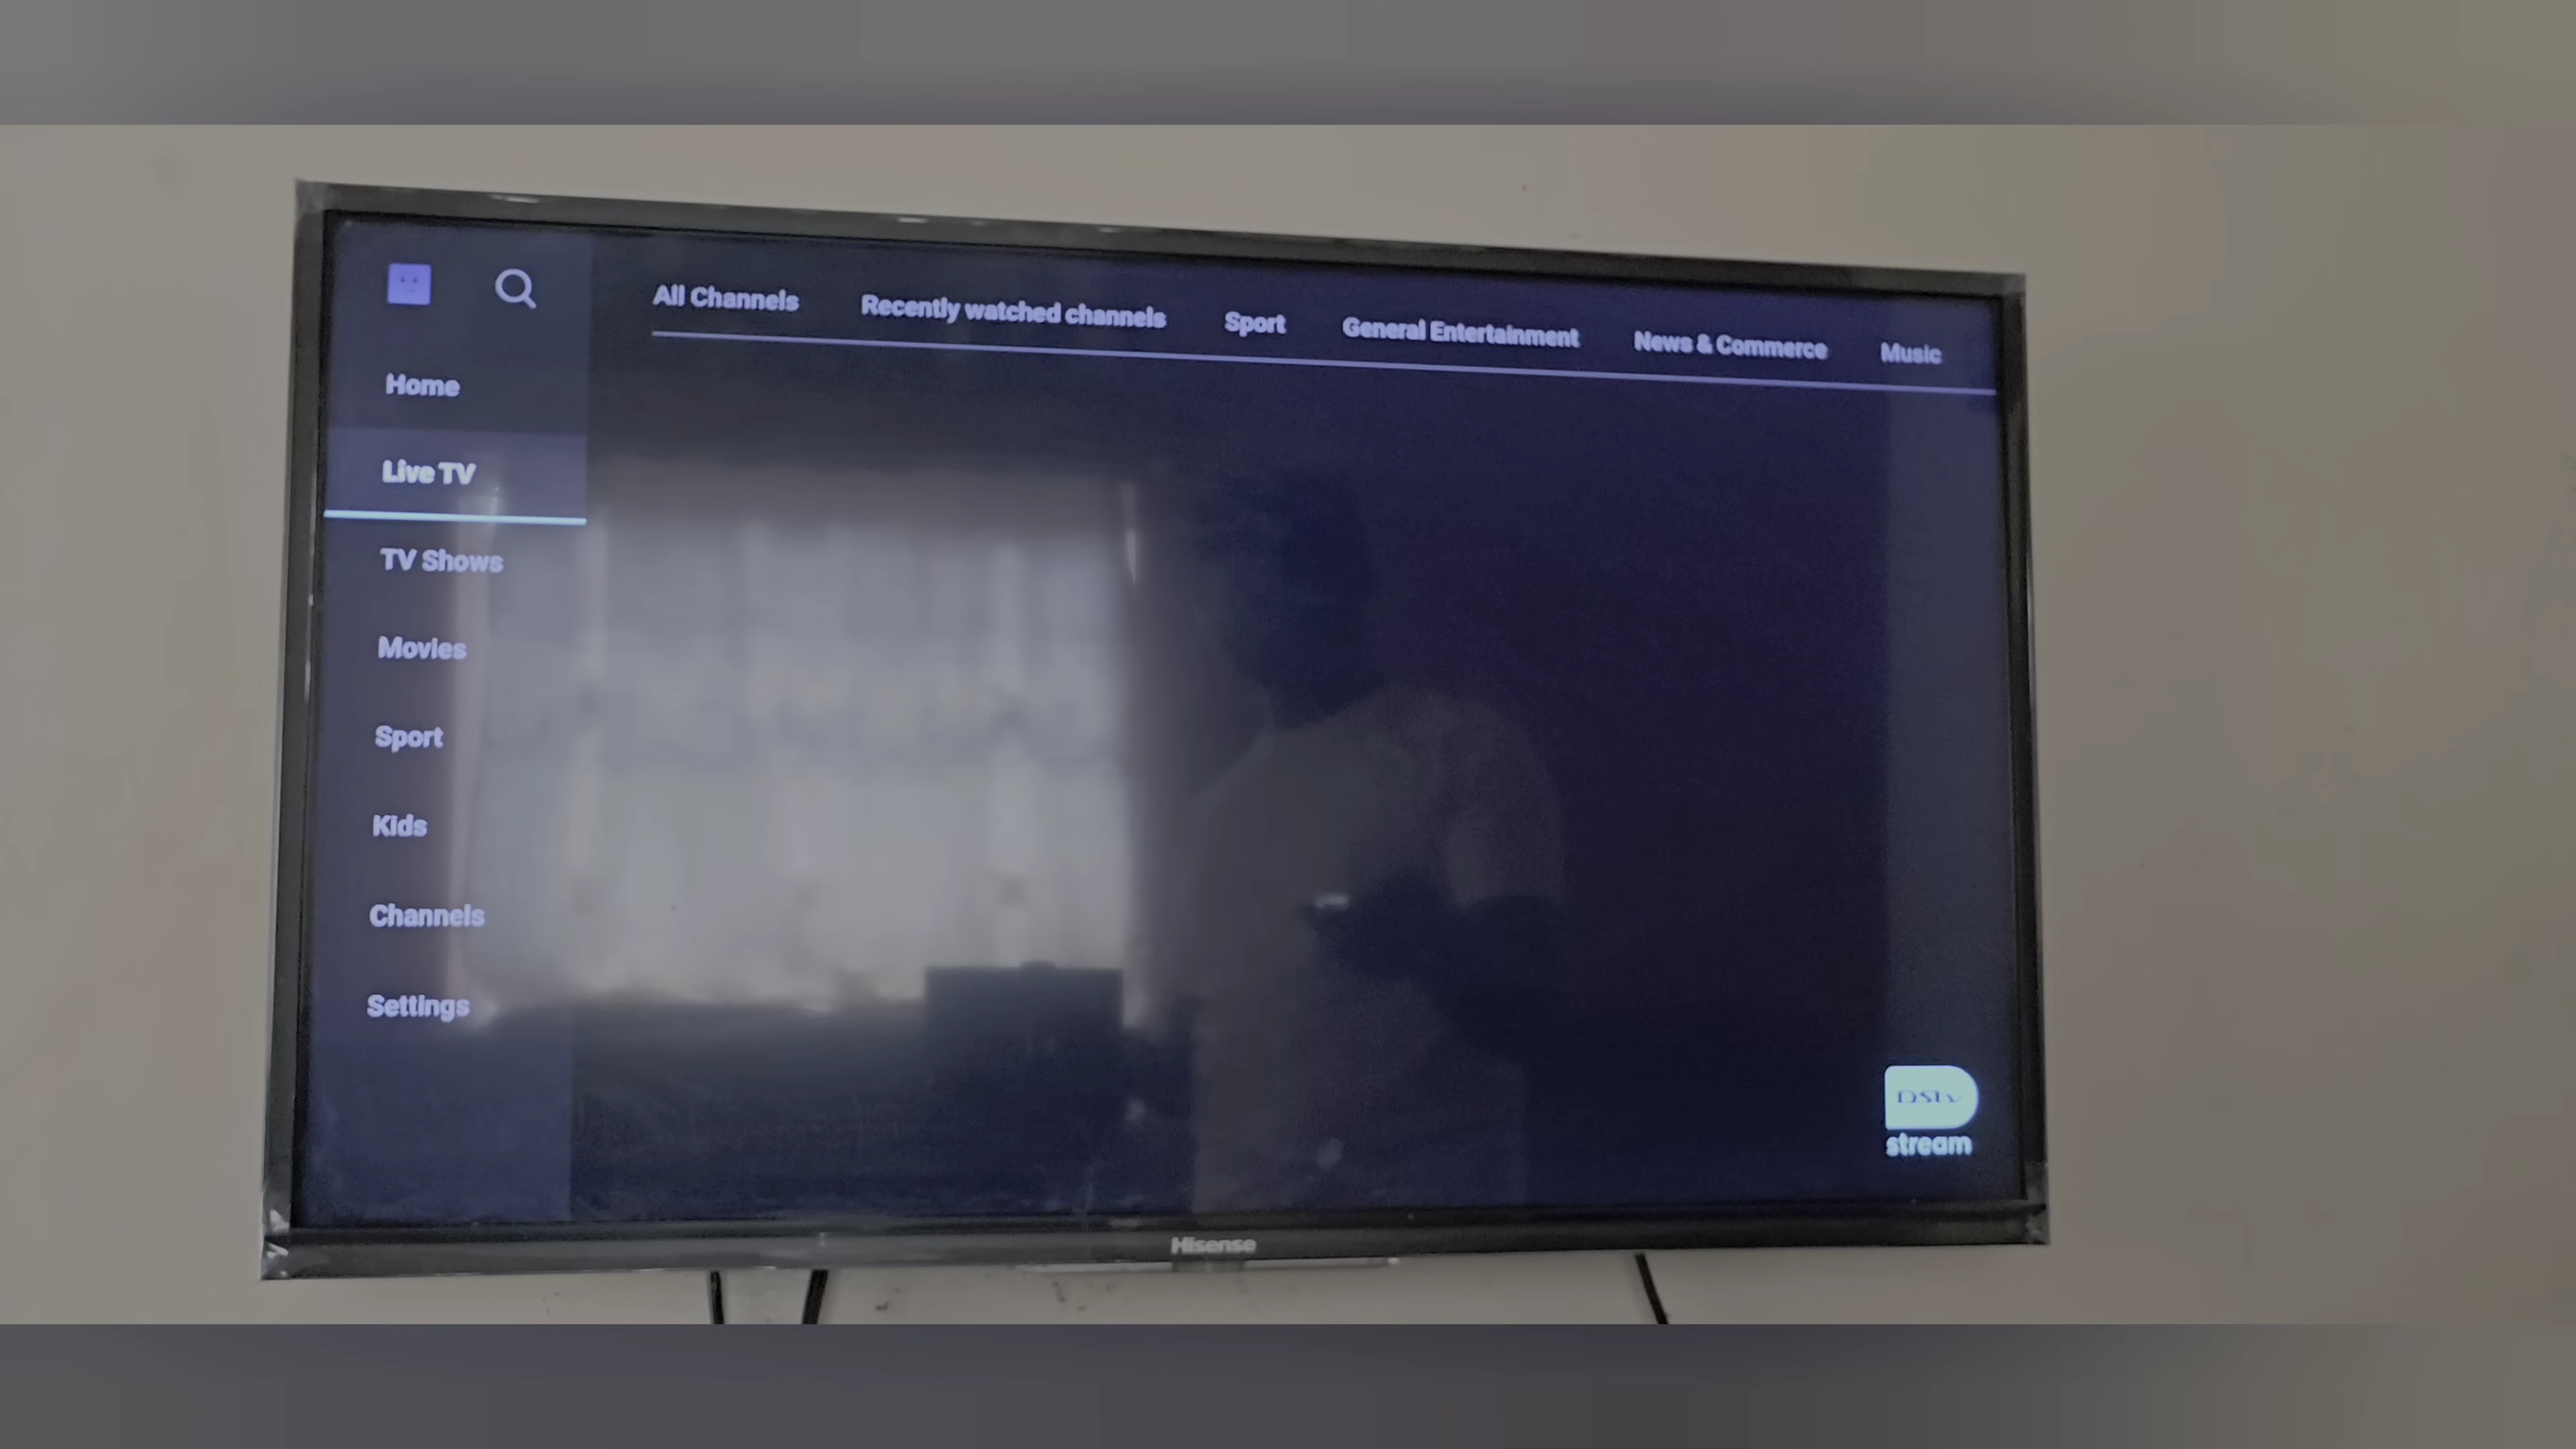 All Channels Recently watched channels Sport General Entertainment News & Commerce Music
Home
Live TV
TV Shows
Movies
Sport
Kids
Channels
Settings
DStv
stream
Hisense